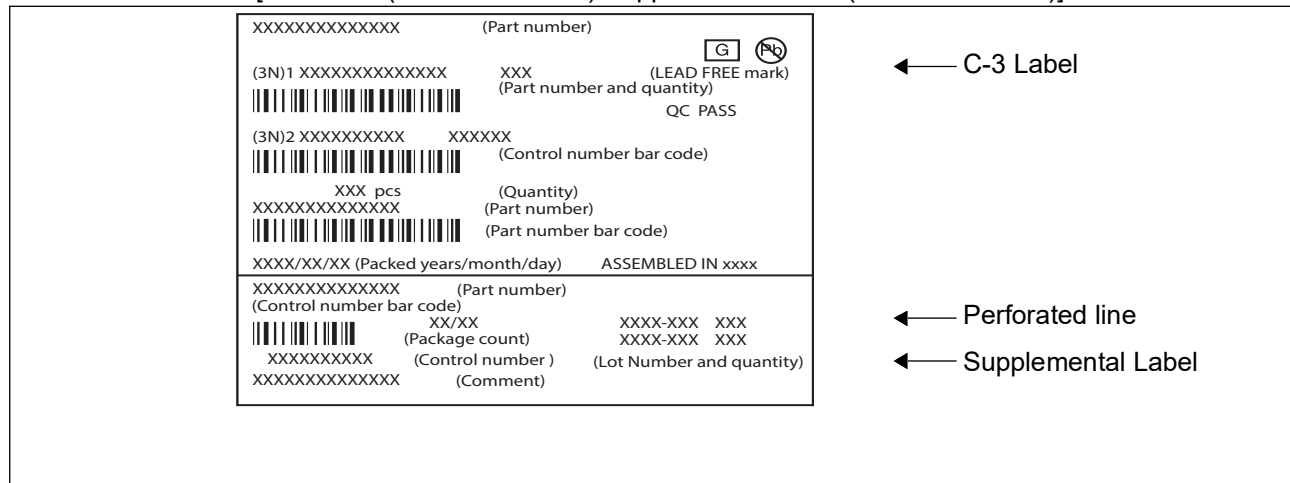 XXXXXXXXXXXXXX (Part number)
G Pb
(3N)1 XXXXXXXXXXXXXX XXX (LEAD FREE mark)
(Part number and quantity)
QC PASS
(3N)2 XXXXXXXXXX XXXXXX
(Control number bar code)
XXX pcs (Quantity)
XXXXXXXXXXXXXX (Part number)
(Part number bar code)
XXXX/XX/XX (Packed years/month/day) ASSEMBLED IN xxxx
XXXXXXXXXXXXXX (Part number)
(Control number bar code)
XX/XX XXXX-XXX XXX
(Package count) XXXX-XXX XXX
XXXXXXXXXX (Control number ) (Lot Number and quantity)
XXXXXXXXXXXXXX (Comment)
C-3 Label
Perforated line
Supplemental Label